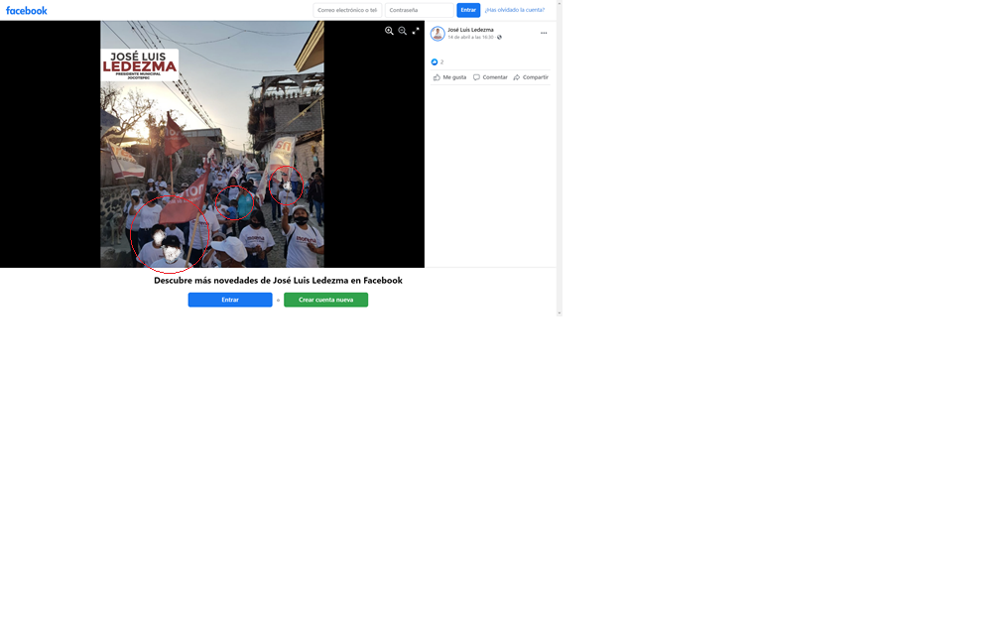 facebook
Correo electrónico o tel
Contraseña
Entrar
¿Has olvidado la cuenta?
José Luis Ledezma
14 de abril a las 16:30
JOSÉ LUIS
LEDEZMA
PRESIDENTE MUNICIPAL
JOCOTEPEC
2
Me gusta
Comentar
Compartir
morena
morena
Descubre más novedades de José Luis Ledezma en Facebook
Entrar
o
Crear cuenta nueva